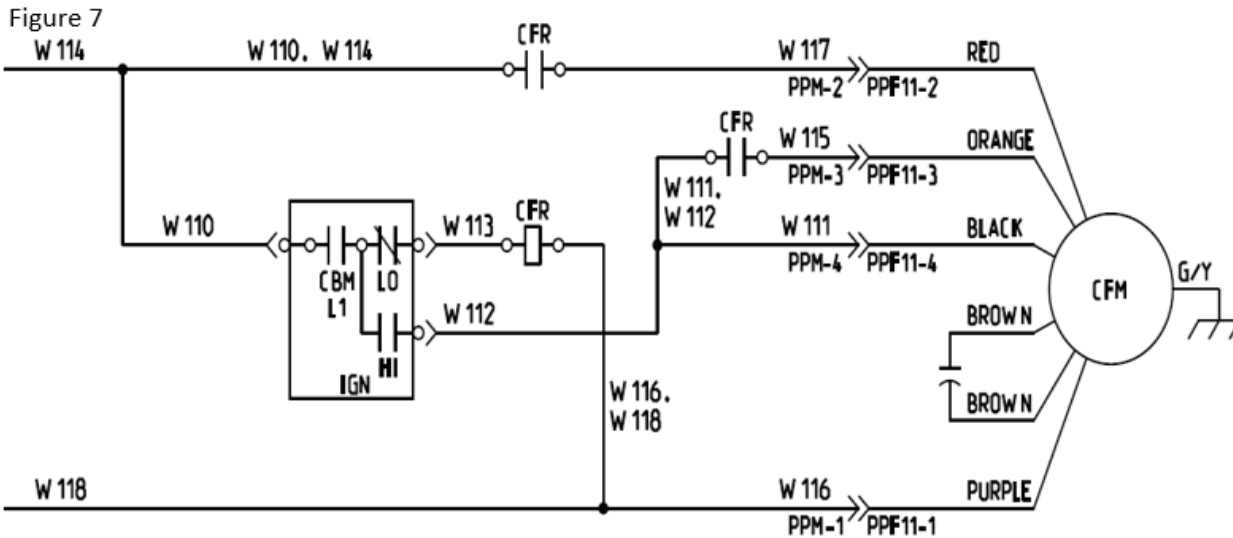 Figure 7
W 114
W 110. W 114
CFR
W 117
PPM-2
PPF11-2
RED
CFR
W 115
PPM-3
PPF11-3
ORANGE
W 111.
W 112
W 110
CBM
L1
LO
HI
IGN
W 113
CFR
W 112
W 111
PPM-4
PPF11-4
BLACK
CFM
G/Y
BROWN
BROWN
W 116.
W 118
W 118
W 116
PPM-1
PPF11-1
PURPLE